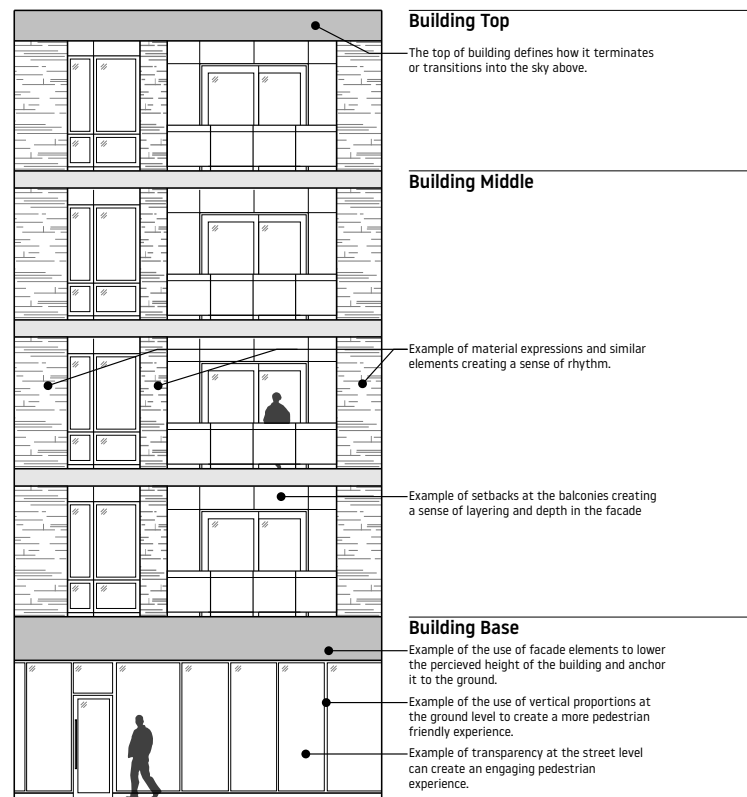 Building Top
The top of building defines how it terminates
or transitions into the sky above.
Building Middle
Example of material expressions and similar
elements creating a sense of rhythm.
Example of setbacks at the balconies creating
a sense of layering and depth in the facade
Building Base
Example of the use of facade elements to lower
the percieved height of the building and anchor
it to the ground.
Example of the use of vertical proportions at
the ground level to create a more pedestrian
friendly experience.
Example of transparency at the street level
can create an engaging pedestrian
experience.